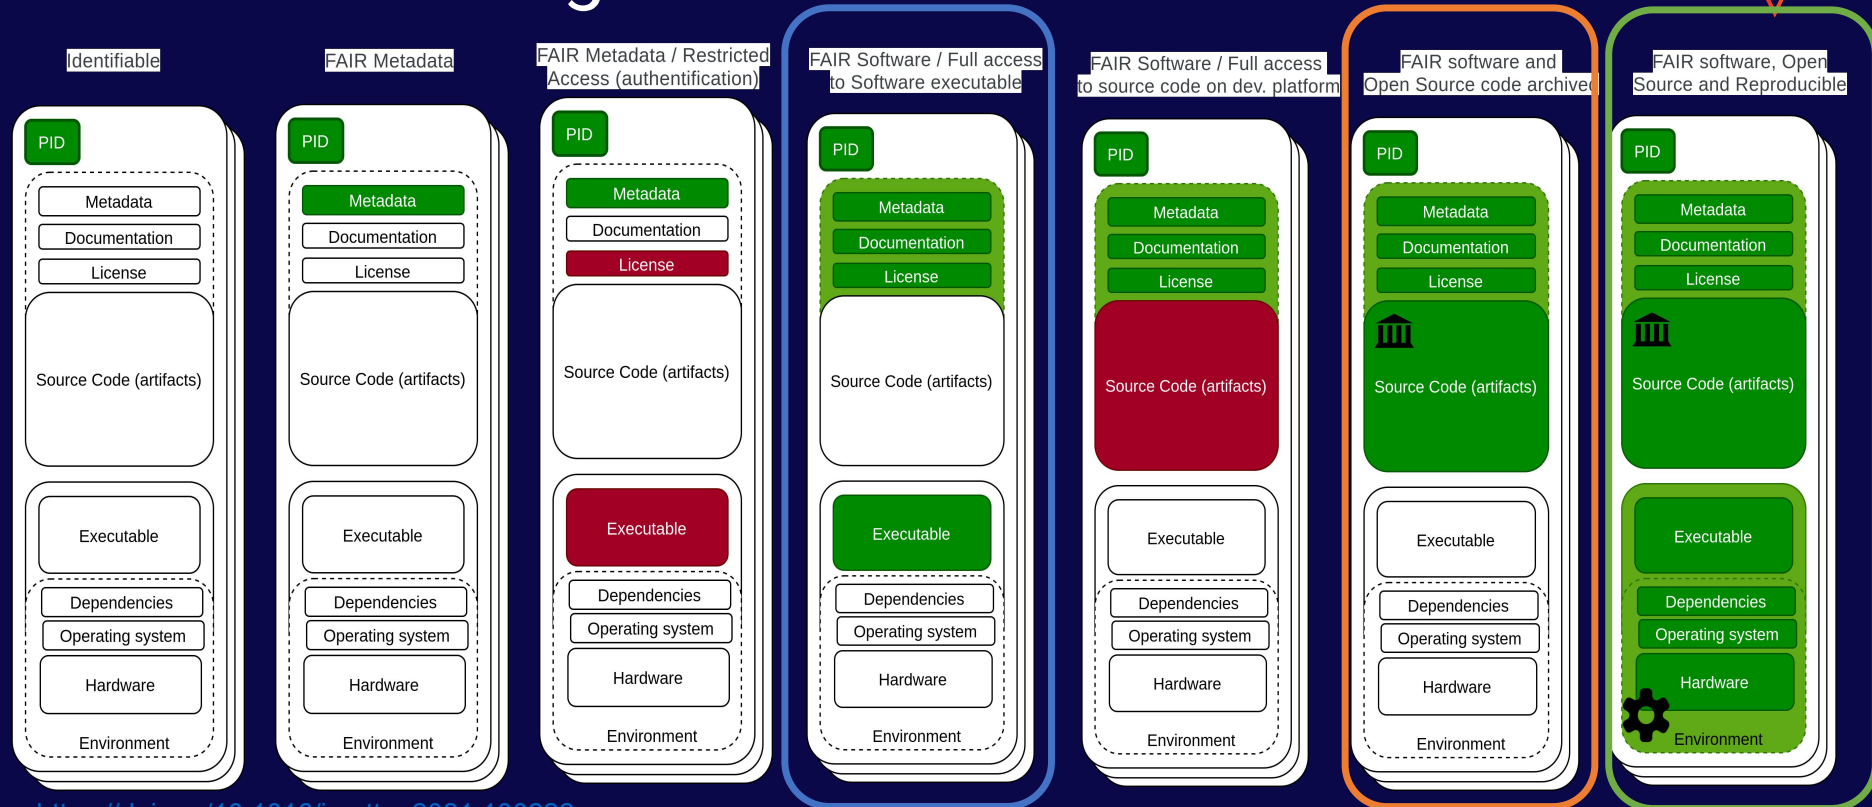 Identifiable
PID
Metadata
Documentation
License
Source Code (artifacts)
Executable
Dependencies
Operating system
Hardware
Environment
FAIR Metadata
PID
Metadata
Documentation
License
Source Code (artifacts)
Executable
Dependencies
Operating system
Hardware
Environment
FAIR Metadata / Restricted
Access (authentification)
PID
Metadata
Documentation
License
Source Code (artifacts)
Executable
Dependencies
Operating system
Hardware
Environment
FAIR Software / Full access
to Software executable
PID
Metadata
Documentation
License
Source Code (artifacts)
Executable
Dependencies
Operating system
Hardware
Environment
FAIR Software / Full access
to source code on dev. platform
PID
Metadata
Documentation
License
Source Code (artifacts)
Executable
Dependencies
Operating system
Hardware
Environment
FAIR software and
Open Source code archived
PID
Metadata
Documentation
License
Source Code (artifacts)
Executable
Dependencies
Operating system
Hardware
Environment
FAIR software, Open
Source and Reproducible
PID
Metadata
Documentation
License
Source Code (artifacts)
Executable
Dependencies
Operating system
Hardware
Environment